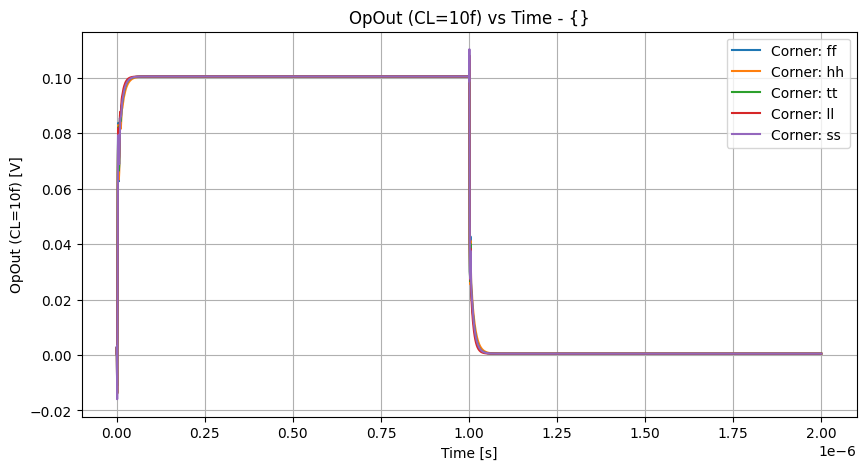 OpOut (CL=10f) vs Time - {}
OpOut (CL=10f) [V]
0.10
0.08
0.06
0.04
0.02
0.00
−0.02
Corner: ff
Corner: hh
Corner: tt
Corner: ll
Corner: ss
0.00 0.25 0.50 0.75 1.00 1.25 1.50 1.75 2.00
1e−6
Time [s]